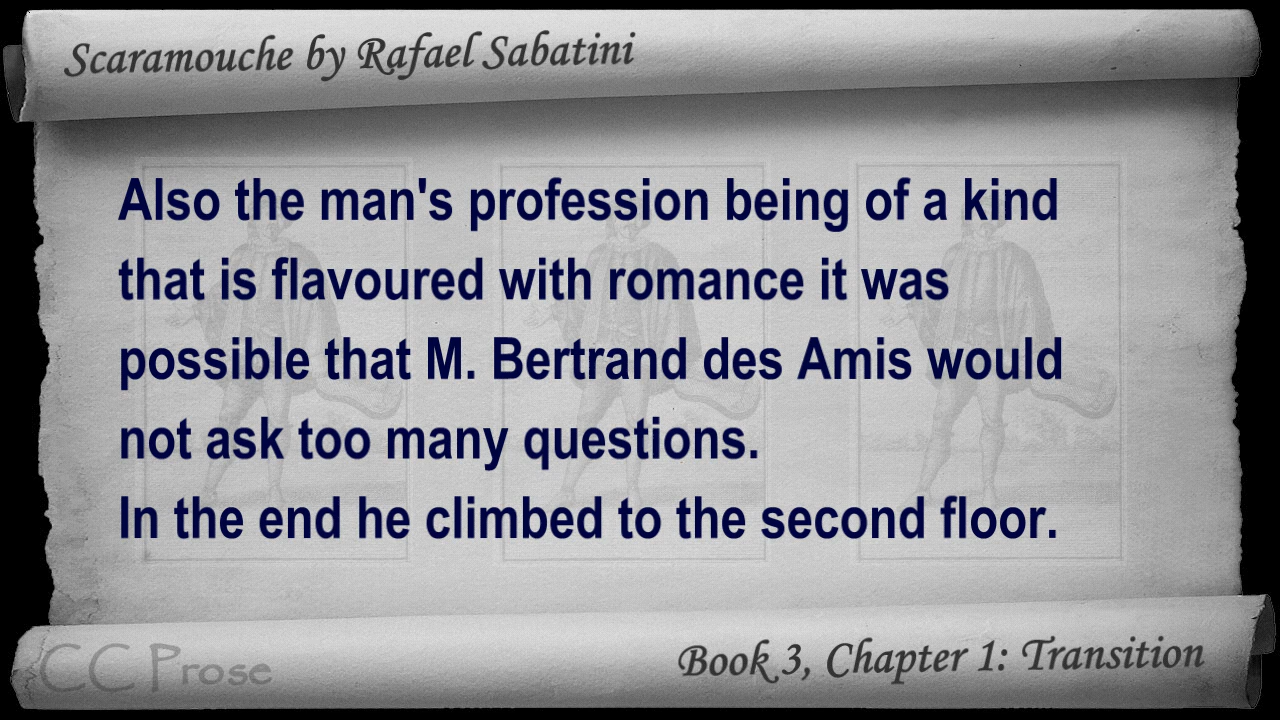 Scaramouche by Rafael Sabatini
Also the man's profession being of a kind
that is flavoured with romance it was
possible that M. Bertrand des Amis would
not ask too many questions.
In the end he climbed to the second floor.
CC Prose
Book 3, Chapter 1: Transition